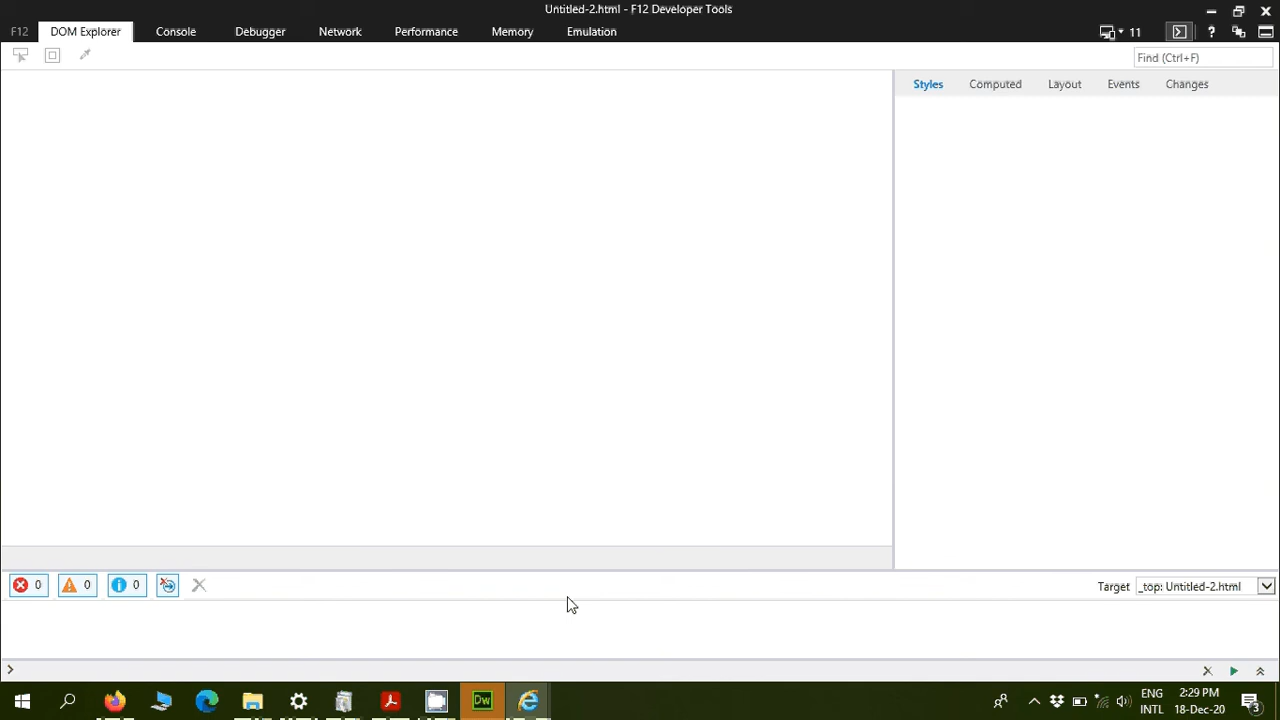 Untitled-2.html - F12 Developer Tools
F12 DOM Explorer Console Debugger Network Performance Memory Emulation 11 ?
Find (Ctrl+F)
Styles Computed Layout Events Changes
0 0 0 Target _top: Untitled-2.html
>
Dw ENG 2:29 PM
INTL 18-Dec-20 3